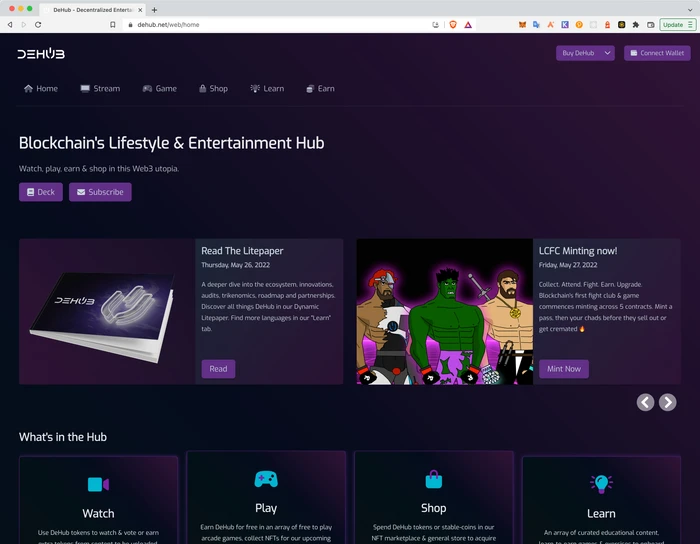 DeHub - Decentralized Enterta
dehub.net/web/home
Update
DEHUB
Buy DeHub
Connect Wallet
Home
Stream
Game
Shop
Learn
Earn
Blockchain's Lifestyle & Entertainment Hub
Watch, play, earn & shop in this Web3 utopia.
Deck
Subscribe
DEHUB
Read The Litepaper
Thursday, May 26, 2022
A deeper dive into the ecosystem, innovations,
audits, trikenomics, roadmap and partnerships.
Discover all things DeHub in our Dynamic
Litepaper. Find more languages in our "Learn"
tab.
Read
LCFC Minting now!
Friday, May 27, 2022
Collect. Attend. Fight. Earn. Upgrade.
Blockchain's first fight club & game
commences minting across 5 contracts. Mint a
pass, then your chads before they sell out or
get cremated 🔥
Mint Now
What's in the Hub
Watch
Use DeHub tokens to watch & vote or earn
Play
Earn DeHub for free in an array of free to play
arcade games, collect NFTs for our upcoming
Shop
Spend DeHub tokens or stable-coins in our
NFT marketplace & general store to acquire
Learn
An array of curated educational content,